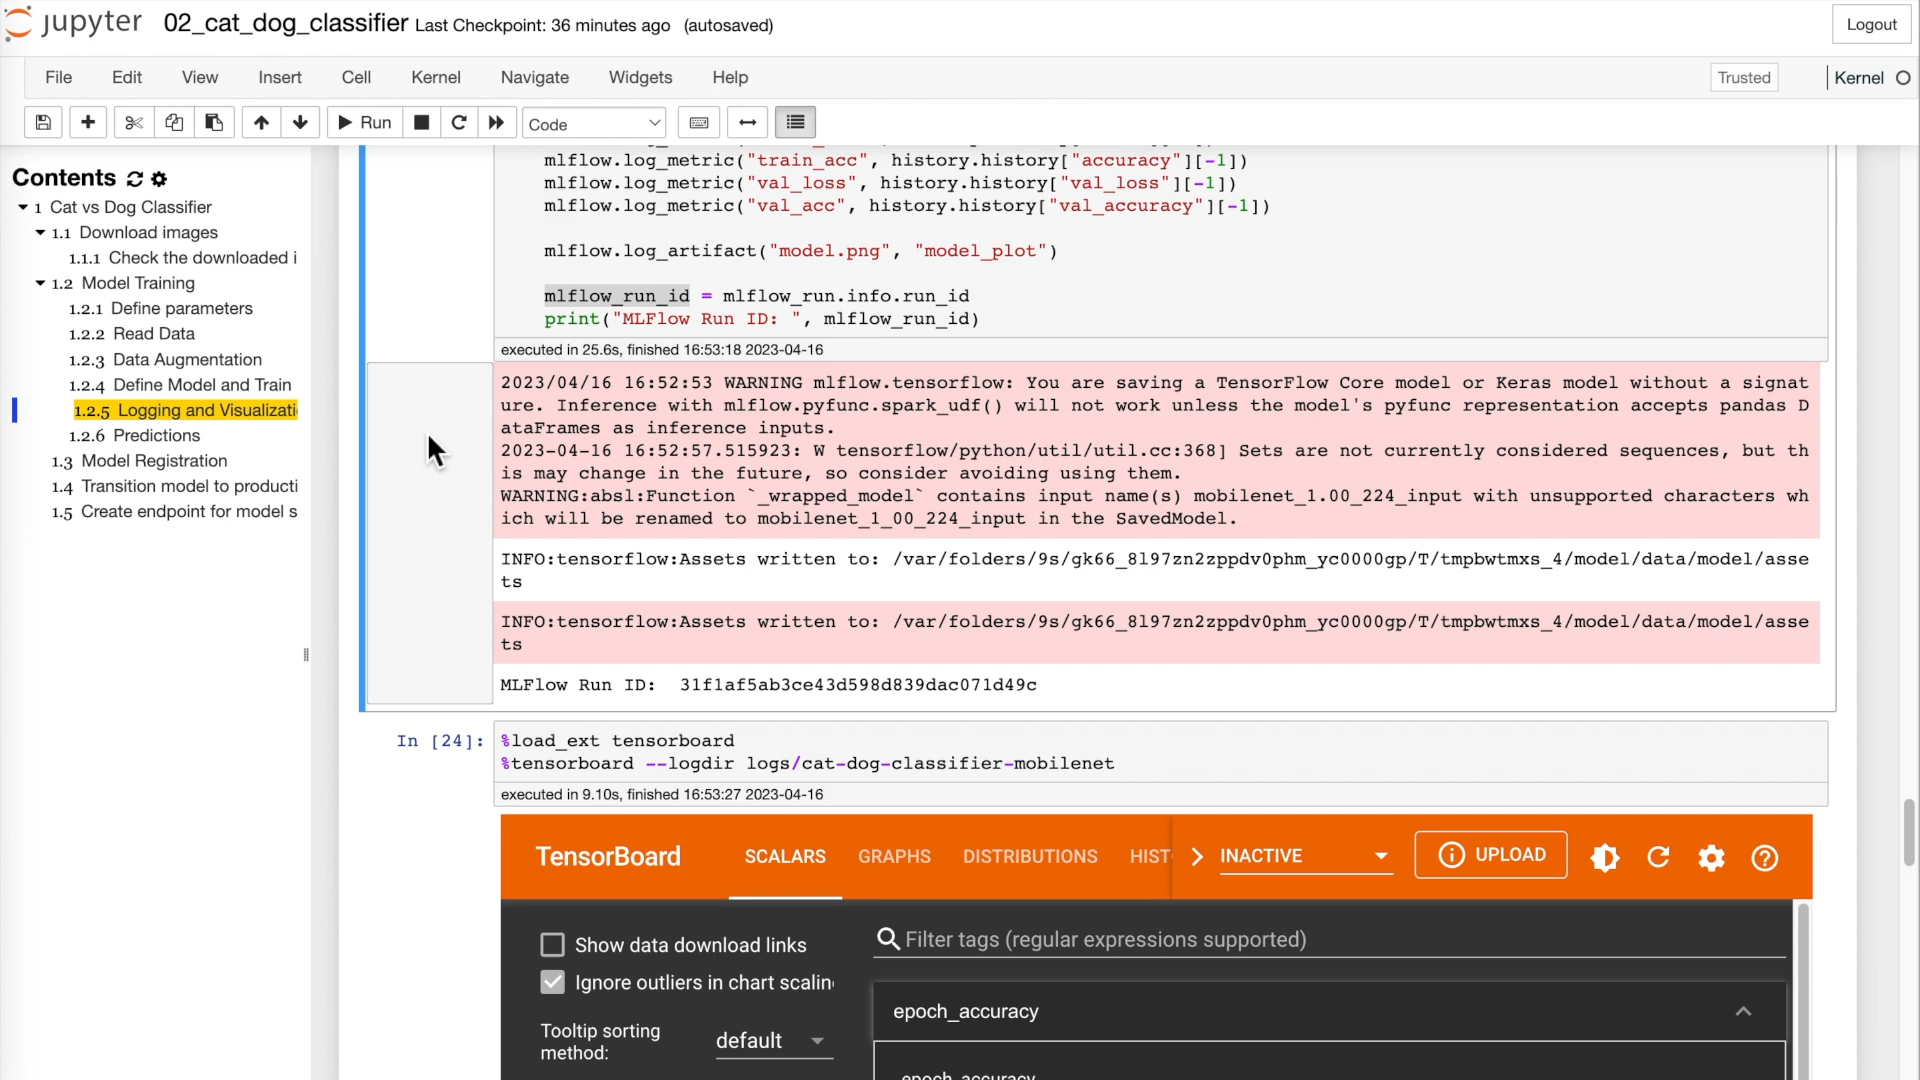 jupyter 02_cat_dog_classifier Last Checkpoint: 36 minutes ago (autosaved)
Logout
File Edit View Insert Cell Kernel Navigate Widgets Help
Trusted Kernel
Run
Code
Contents
1 Cat vs Dog Classifier
1.1 Download images
1.1.1 Check the downloaded i
1.2 Model Training
1.2.1 Define parameters
1.2.2 Read Data
1.2.3 Data Augmentation
1.2.4 Define Model and Train
1.2.5 Logging and Visualizati
1.2.6 Predictions
1.3 Model Registration
1.4 Transition model to producti
1.5 Create endpoint for model s
mlflow.log_metric("train_acc", history.history["accuracy"][-1])
mlflow.log_metric("val_loss", history.history["val_loss"][-1])
mlflow.log_metric("val_acc", history.history["val_accuracy"][-1])
mlflow.log_artifact("model.png", "model_plot")
mlflow_run_id = mlflow_run.info.run_id
print("MLFlow Run ID: ", mlflow_run_id)
executed in 25.6s, finished 16:53:18 2023-04-16
2023/04/16 16:52:53 WARNING mlflow.tensorflow: You are saving a TensorFlow Core model or Keras model without a signat
ure. Inference with mlflow.pyfunc.spark_udf() will not work unless the model's pyfunc representation accepts pandas D
ataFrames as inference inputs.
2023-04-16 16:52:57.515923: W tensorflow/python/util/util.cc:368] Sets are not currently considered sequences, but th
is may change in the future, so consider avoiding using them.
WARNING:absl:Function `_wrapped_model` contains input name(s) mobilenet_1.00_224_input with unsupported characters wh
ich will be renamed to mobilenet_1_00_224_input in the SavedModel.
INFO:tensorflow:Assets written to: /var/folders/9s/gk66_8l97zn2zppdv0phm_yc0000gp/T/tmpbwtmxs_4/model/data/model/asse
ts
INFO:tensorflow:Assets written to: /var/folders/9s/gk66_8l97zn2zppdv0phm_yc0000gp/T/tmpbwtmxs_4/model/data/model/asse
ts
MLFlow Run ID:  31f1af5ab3ce43d598d839dac071d49c
In [24]:
%load_ext tensorboard
%tensorboard --logdir logs/cat-dog-classifier-mobilenet
executed in 9.10s, finished 16:53:27 2023-04-16
TensorBoard SCALARS GRAPHS DISTRIBUTIONS HIST INACTIVE UPLOAD
Show data download links
Ignore outliers in chart scalin
Tooltip sorting
method:
default
Filter tags (regular expressions supported)
epoch_accuracy
epoch_accuracy